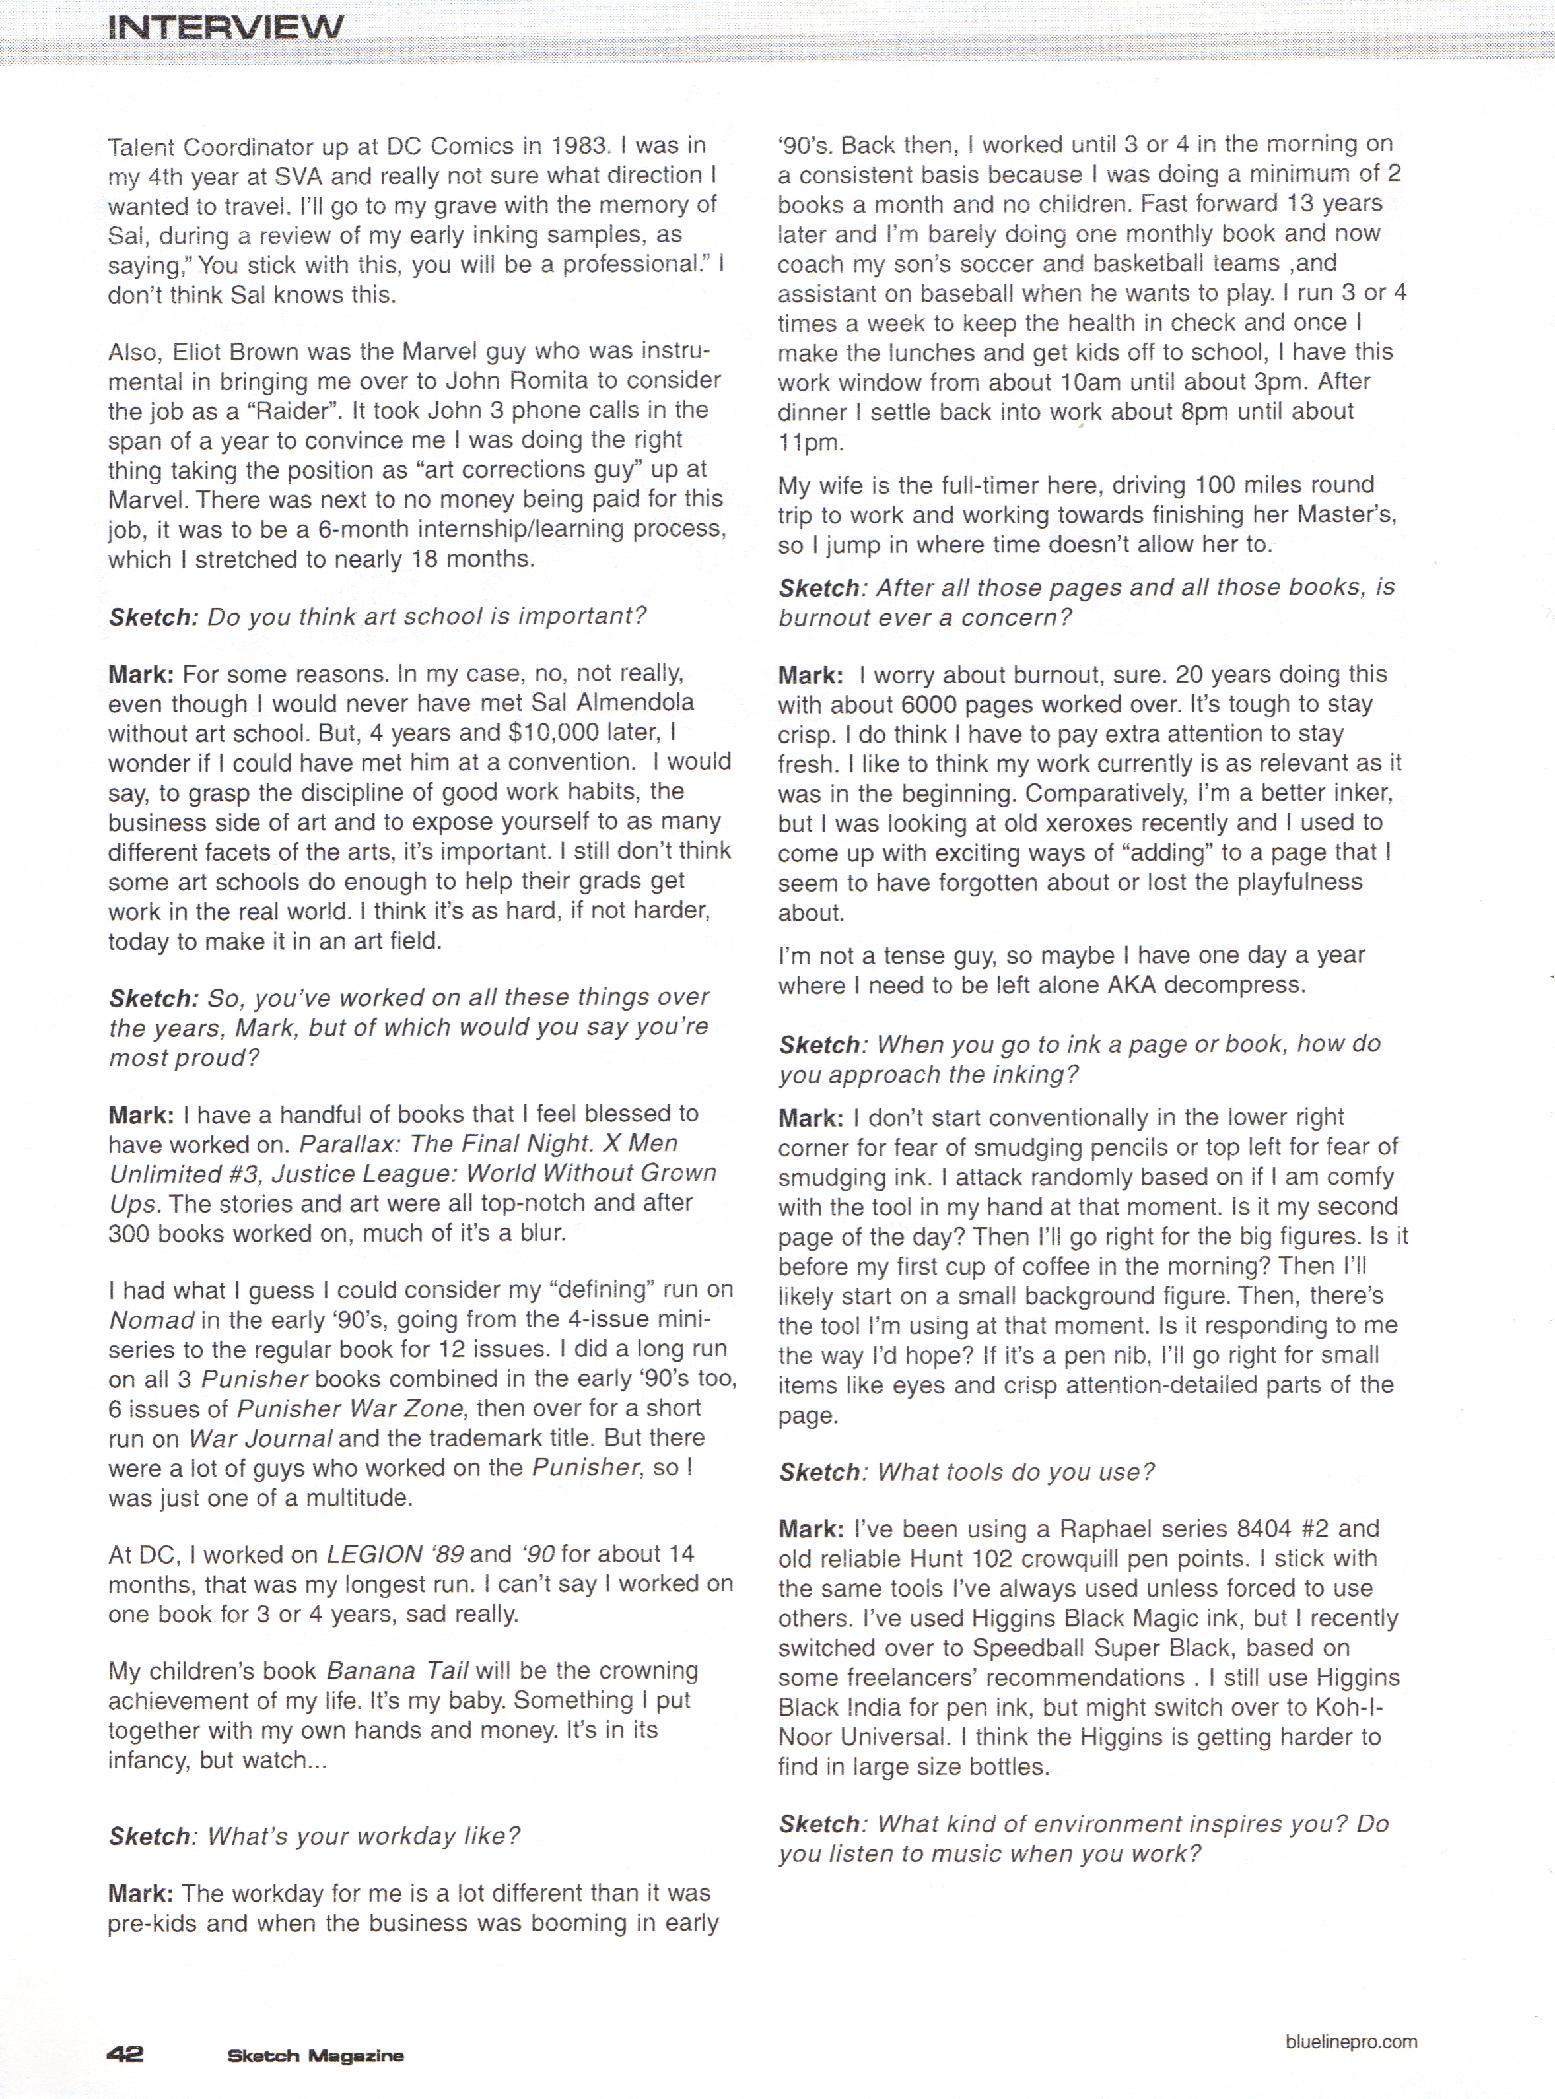 INTERVIEW
Talent Coordinator up at DC Comics in 1983. I was in
my 4th year at SVA and really not sure what direction I
wanted to travel. I'll go to my grave with the memory of
Sal, during a review of my early inking samples, as
saying,” You stick with this, you will be a professional.” I
don't think Sal knows this.
Also, Eliot Brown was the Marvel guy who was instru-
mental in bringing me over to John Romita to consider
the job as a “Raider”. It took John 3 phone calls in the
span of a year to convince me I was doing the right
thing taking the position as “art corrections guy” up at
Marvel. There was next to no money being paid for this
job, it was to be a 6-month internship/learning process,
which I stretched to nearly 18 months.
Sketch: Do you think art school is important?
Mark: For some reasons. In my case, no, not really,
even though I would never have met Sal Almendola
without art school. But, 4 years and $10,000 later, I
wonder if I could have met him at a convention. I would
say, to grasp the discipline of good work habits, the
business side of art and to expose yourself to as many
different facets of the arts, it's important. I still don't think
some art schools do enough to help their grads get
work in the real world. I think it's as hard, if not harder,
today to make it in an art field.
Sketch: So, you've worked on all these things over
the years, Mark, but of which would you say you're
most proud?
Mark: I have a handful of books that I feel blessed to
have worked on. Parallax: The Final Night. X Men
Unlimited #3, Justice League: World Without Grown
Ups. The stories and art were all top-notch and after
300 books worked on, much of it's a blur.
I had what I guess I could consider my “defining” run on
Nomad in the early ‘90's, going from the 4-issue mini-
series to the regular book for 12 issues. I did a long run
on all 3 Punisher books combined in the early ‘90's too,
6 issues of Punisher War Zone, then over for a short
run on War Journal and the trademark title. But there
were a lot of guys who worked on the Punisher, so I
was just one of a multitude.
At DC, I worked on LEGION ‘89 and ‘90 for about 14
months, that was my longest run. I can't say I worked on
one book for 3 or 4 years, sad really.
My children's book Banana Tail will be the crowning
achievement of my life. It's my baby. Something I put
together with my own hands and money. It's in its
infancy, but watch...
Sketch: What's your workday like?
Mark: The workday for me is a lot different than it was
pre-kids and when the business was booming in early
‘90's. Back then, I worked until 3 or 4 in the morning on
a consistent basis because I was doing a minimum of 2
books a month and no children. Fast forward 13 years
later and I'm barely doing one monthly book and now
coach my son's soccer and basketball teams ,and
assistant on baseball when he wants to play. I run 3 or 4
times a week to keep the health in check and once I
make the lunches and get kids off to school, I have this
work window from about 10am until about 3pm. After
dinner I settle back into work about 8pm until about
11pm.
My wife is the full-timer here, driving 100 miles round
trip to work and working towards finishing her Master's,
so I jump in where time doesn't allow her to.
Sketch: After all those pages and all those books, is
burnout ever a concern?
Mark: I worry about burnout, sure. 20 years doing this
with about 6000 pages worked over. It's tough to stay
crisp. I do think I have to pay extra attention to stay
fresh. I like to think my work currently is as relevant as it
was in the beginning. Comparatively, I'm a better inker,
but I was looking at old xeroxes recently and I used to
come up with exciting ways of “adding” to a page that I
seem to have forgotten about or lost the playfulness
about.
I'm not a tense guy, so maybe I have one day a year
where I need to be left alone AKA decompress.
Sketch: When you go to ink a page or book, how do
you approach the inking?
Mark: I don't start conventionally in the lower right
corner for fear of smudging pencils or top left for fear of
smudging ink. I attack randomly based on if I am comfy
with the tool in my hand at that moment. Is it my second
page of the day? Then I'll go right for the big figures. Is it
before my first cup of coffee in the morning? Then I'll
likely start on a small background figure. Then, there's
the tool I'm using at that moment. Is it responding to me
the way I'd hope? If it's a pen nib, I'll go right for small
items like eyes and crisp attention-detailed parts of the
page.
Sketch: What tools do you use?
Mark: I've been using a Raphael series 8404 #2 and
old reliable Hunt 102 crowquill pen points. I stick with
the same tools I've always used unless forced to use
others. I've used Higgins Black Magic ink, but I recently
switched over to Speedball Super Black, based on
some freelancers' recommendations . I still use Higgins
Black India for pen ink, but might switch over to Koh-I-
Noor Universal. I think the Higgins is getting harder to
find in large size bottles.
Sketch: What kind of environment inspires you? Do
you listen to music when you work?
42
Sketch Magazine
bluelinepro.com